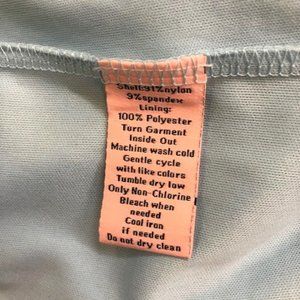 Shell:91%nylon
9%spandex
Lining:
100% Polyester
Turn Garment
Inside Out
Machine wash cold
Gentle cycle
with like colors
Tumble dry low
Only Non-Chlorine
Bleach when
needed
Cool iron
if needed
Do not dry clean